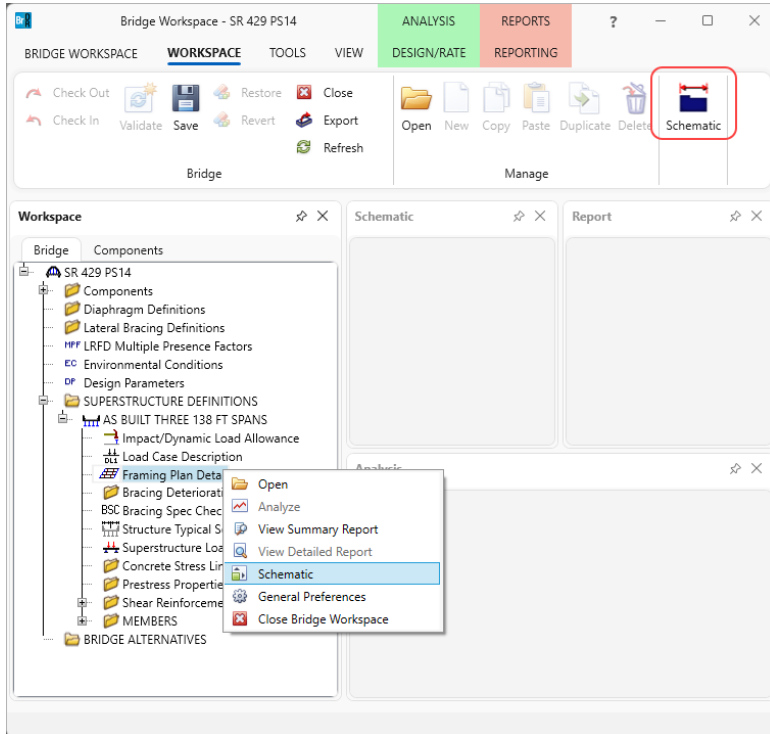 Br Bridge Workspace - SR 429 PS14 ANALYSIS REPORTS ?
BRIDGE WORKSPACE WORKSPACE TOOLS VIEW DESIGN/RATE REPORTING
Check Out
Check In
Validate
Save
Restore
Revert
Close
Export
Refresh
Bridge
Open
New
Copy
Paste
Duplicate
Delete
Manage
Schematic
Workspace
Bridge Components
SR 429 PS14
Components
Diaphragm Definitions
Lateral Bracing Definitions
MPF LRFD Multiple Presence Factors
EC Environmental Conditions
DP Design Parameters
SUPERSTRUCTURE DEFINITIONS
AS BUILT THREE 138 FT SPANS
Impact/Dynamic Load Allowance
DL1 Load Case Description
Framing Plan Deta
Bracing Deteriorati
BSC Bracing Spec Chec
Structure Typical S
Superstructure Loa
Concrete Stress Lir
Prestress Propertie
Shear Reinforceme
MEMBERS
BRIDGE ALTERNATIVES
Open
Analyze
View Summary Report
View Detailed Report
Schematic
General Preferences
Close Bridge Workspace
Schematic
Report